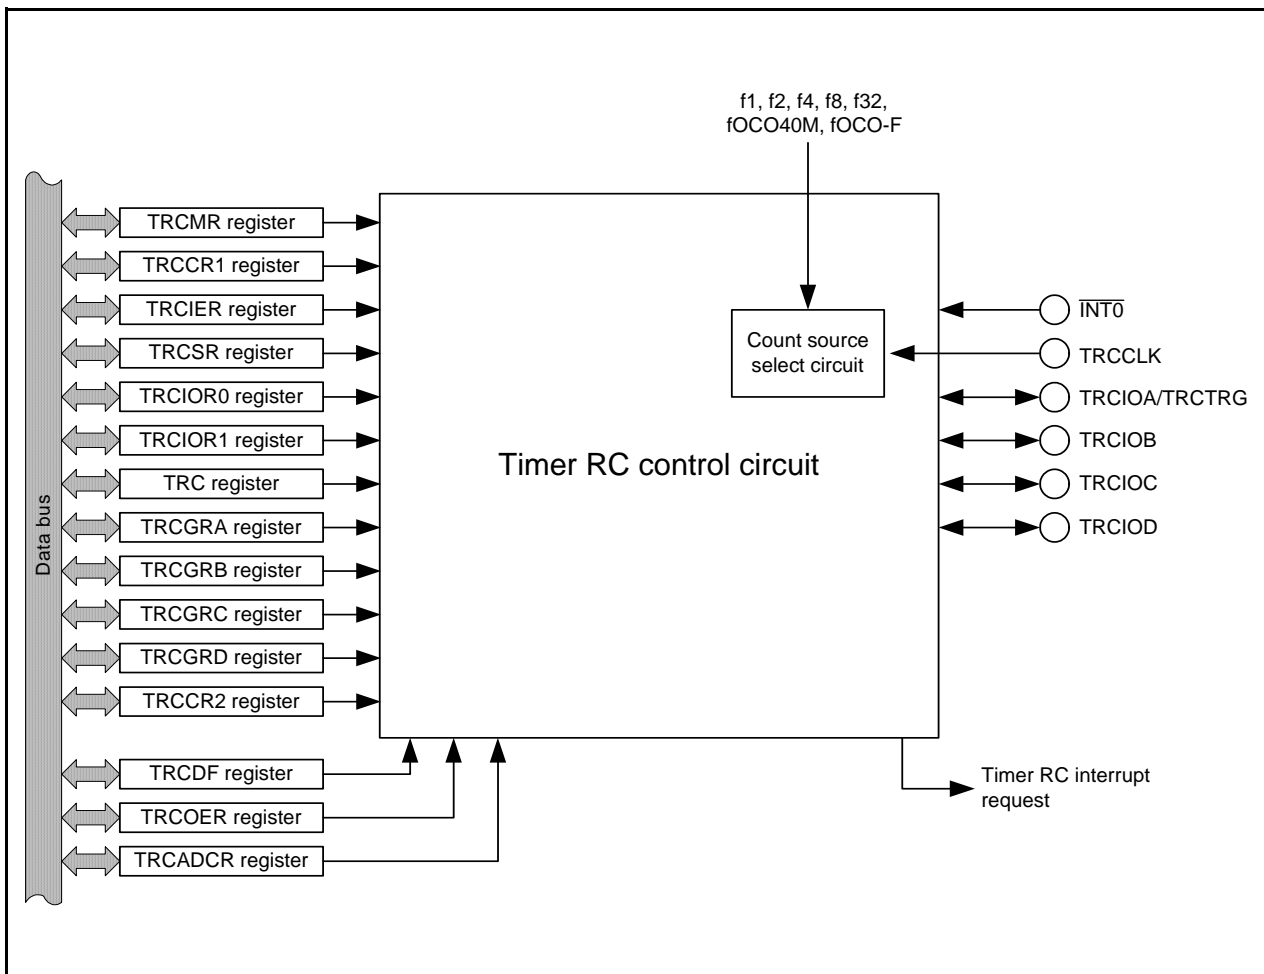 f1, f2, f4, f8, f32,
fOCO40M, fOCO-F
TRCMR register
TRCCR1 register
TRCIER register
TRCSR register
TRCIOR0 register
TRCIOR1 register
TRC register
TRCGRA register
TRCGRB register
TRCGRC register
TRCGRD register
TRCCR2 register
TRCDF register
TRCOER register
TRCADCR register
Data bus
Count source
select circuit
Timer RC control circuit
INT0
TRCCLK
TRCIOA/TRCTRG
TRCIOB
TRCIOC
TRCIOD
Timer RC interrupt
request